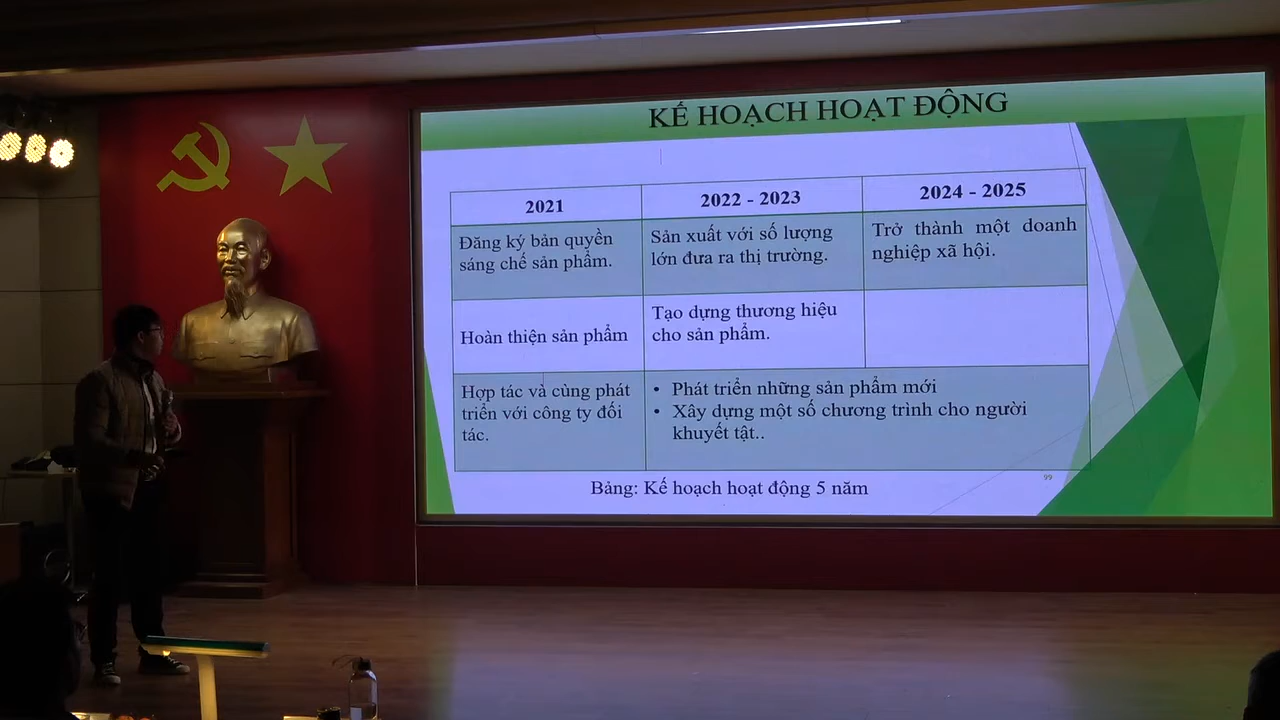 KẾ HOẠCH HOẠT ĐỘNG
2021
2022 - 2023
2024 - 2025
Đăng ký bản quyền
sáng chế sản phẩm.
Sản xuất với số lượng
lớn đưa ra thị trường.
Trở thành một doanh
nghiệp xã hội.
Hoàn thiện sản phẩm
Tạo dựng thương hiệu
cho sản phẩm.
Hợp tác và cùng phát
triển với công ty đối
tác.
• Phát triển những sản phẩm mới
• Xây dựng một số chương trình cho người
khuyết tật..
99
Bảng: Kế hoạch hoạt động 5 năm